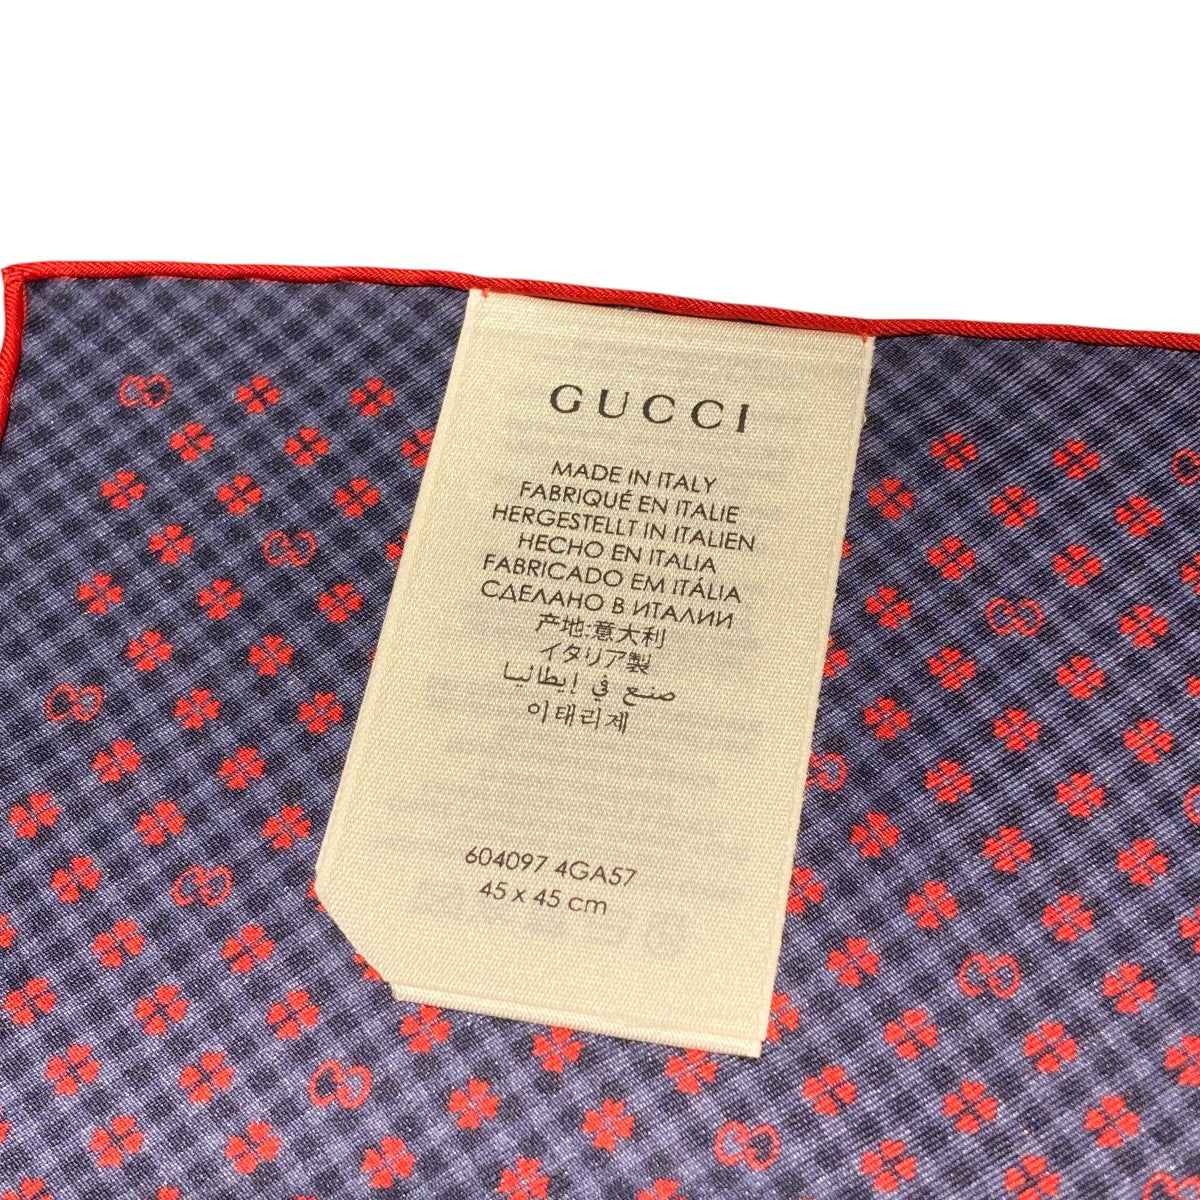 GUCCI
MADE IN ITALY
FABRIQUÉ EN ITALIE
HERGESTELLT IN ITALIEN
HECHO EN ITALIA
FABRICADO EM ITÁLIA
СДЕЛАНО В ИТАЛИИ
产地:意大利
イタリア製
صنع في إيطاليا
이태리제
604097 4GA57
45 x 45 cm